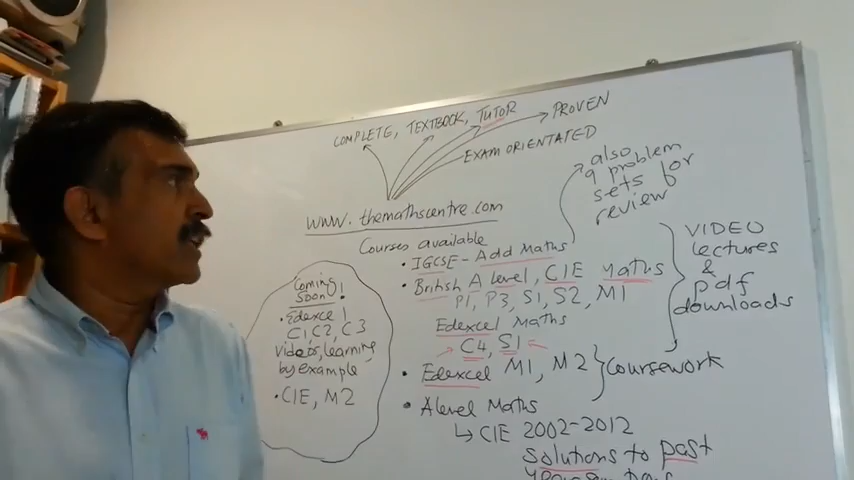 COMPLETE, TEXTBOOK, TUTOR
PROVEN
EXAM ORIENTATED
www.themathscentre.com
also
a problem
sets for
review
Courses available
• IGCSE - Add Maths
• British A level, CIE Maths
P1, P3, S1, S2, M1
Edexcel Maths
C4, S1
• Edexcel M1, M2 } Coursework
• A level Maths
↳ CIE 2002-2012
Solutions to past
VIDEO
lectures
&
pdf
downloads
Coming
Soon!
• Edexcel
C1 C2, C3
Videos, learning
by example
• CIE, M2